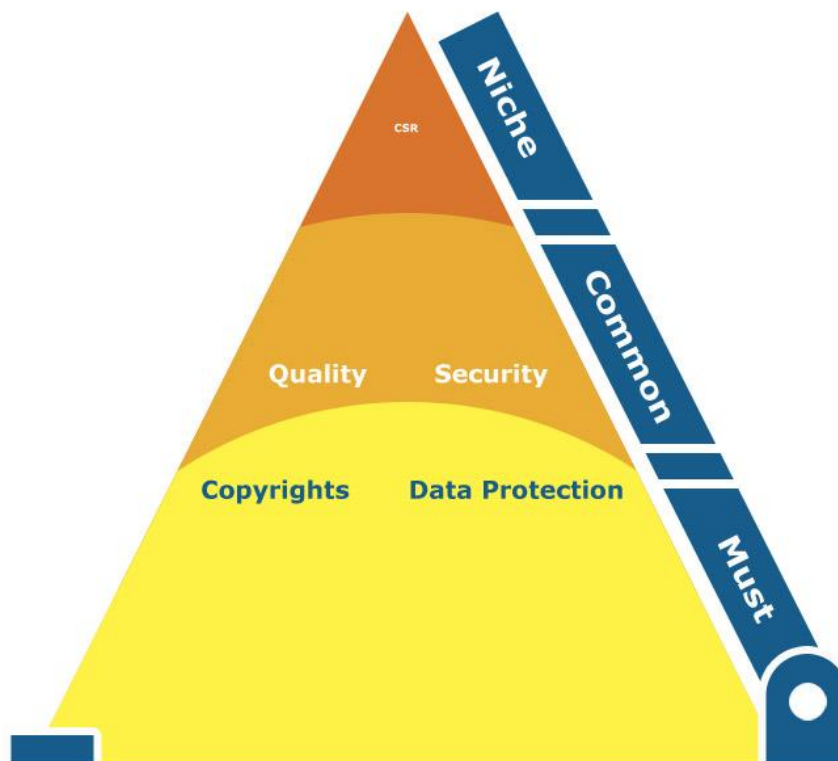 Niche
CSR
Common
Quality Security
Copyrights Data Protection
Must